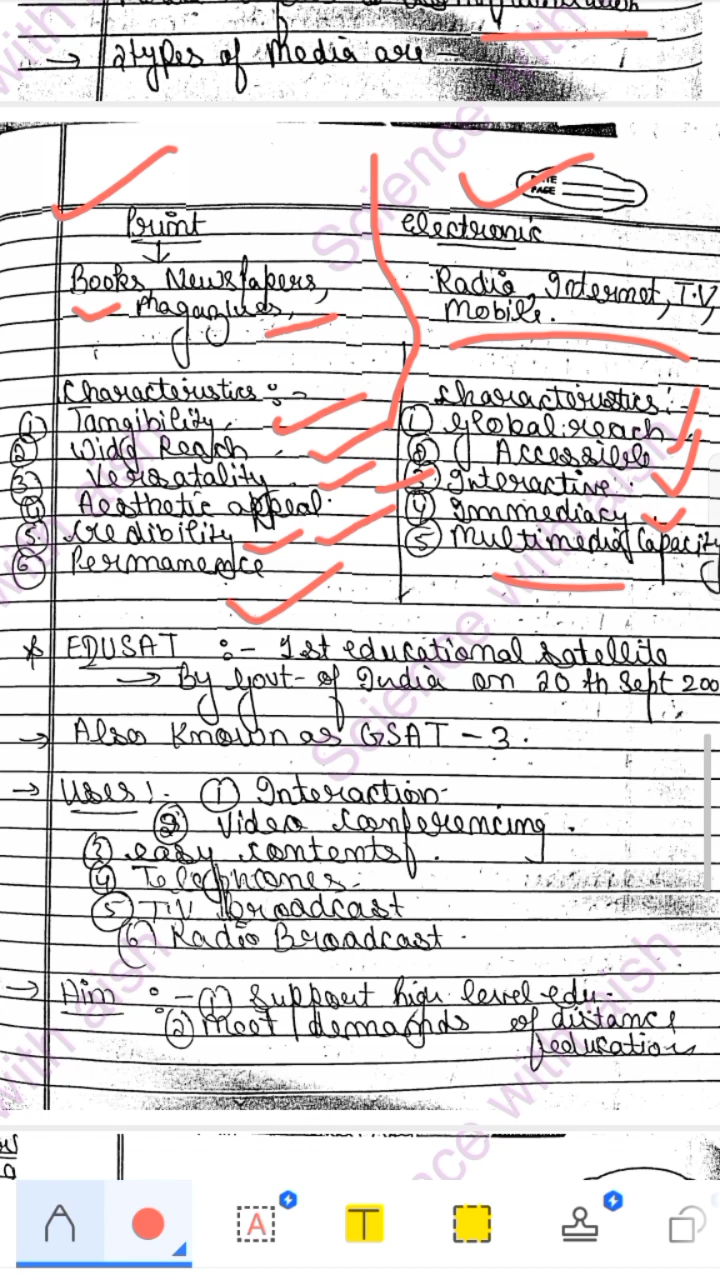 → 2types of Media are -
DATE
PAGE
Print
Electronic
Books, Newspapers,
Magazines,
Radio, Internet, T.V,
Mobile.
Characteristics :-
① Tangibility.
② Wide Reach.
③ Versatality.
④ Aesthetic appeal.
⑤ Credibility
⑥ Permanence
Characteristics :-
① Global reach
② Accessible
③ Interactive.
④ Immediacy
⑤ Multimedia Capacity
* EDUSAT :- 1st educational satellite
→ By Govt- of India on 20th Sept 200
→ Also Known as GSAT - 3.
→ Uses :- ① Interaction-
② Video Conferencing.
③ easy contents.
④ Telephones.
⑤ T.V broadcast
⑥ Radio Broadcast.
→ Aim :- ① Support high level edu.
② Meet demands of distance
education
Science with aish